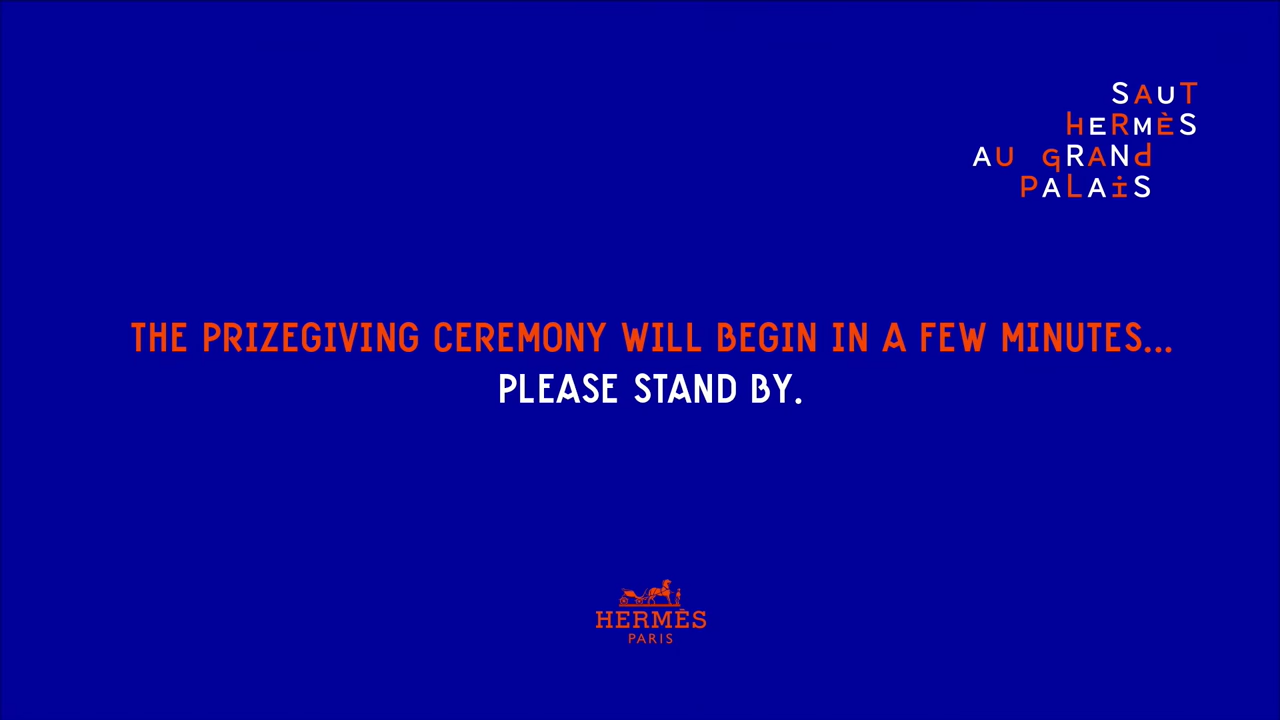 SAUT
HERMÈS
AU GRANd
PALAiS
THE PRIZEGIVING CEREMONY WILL BEGIN IN A FEW MINUTES...
PLEASE STAND BY.
HERMÈS
PARIS